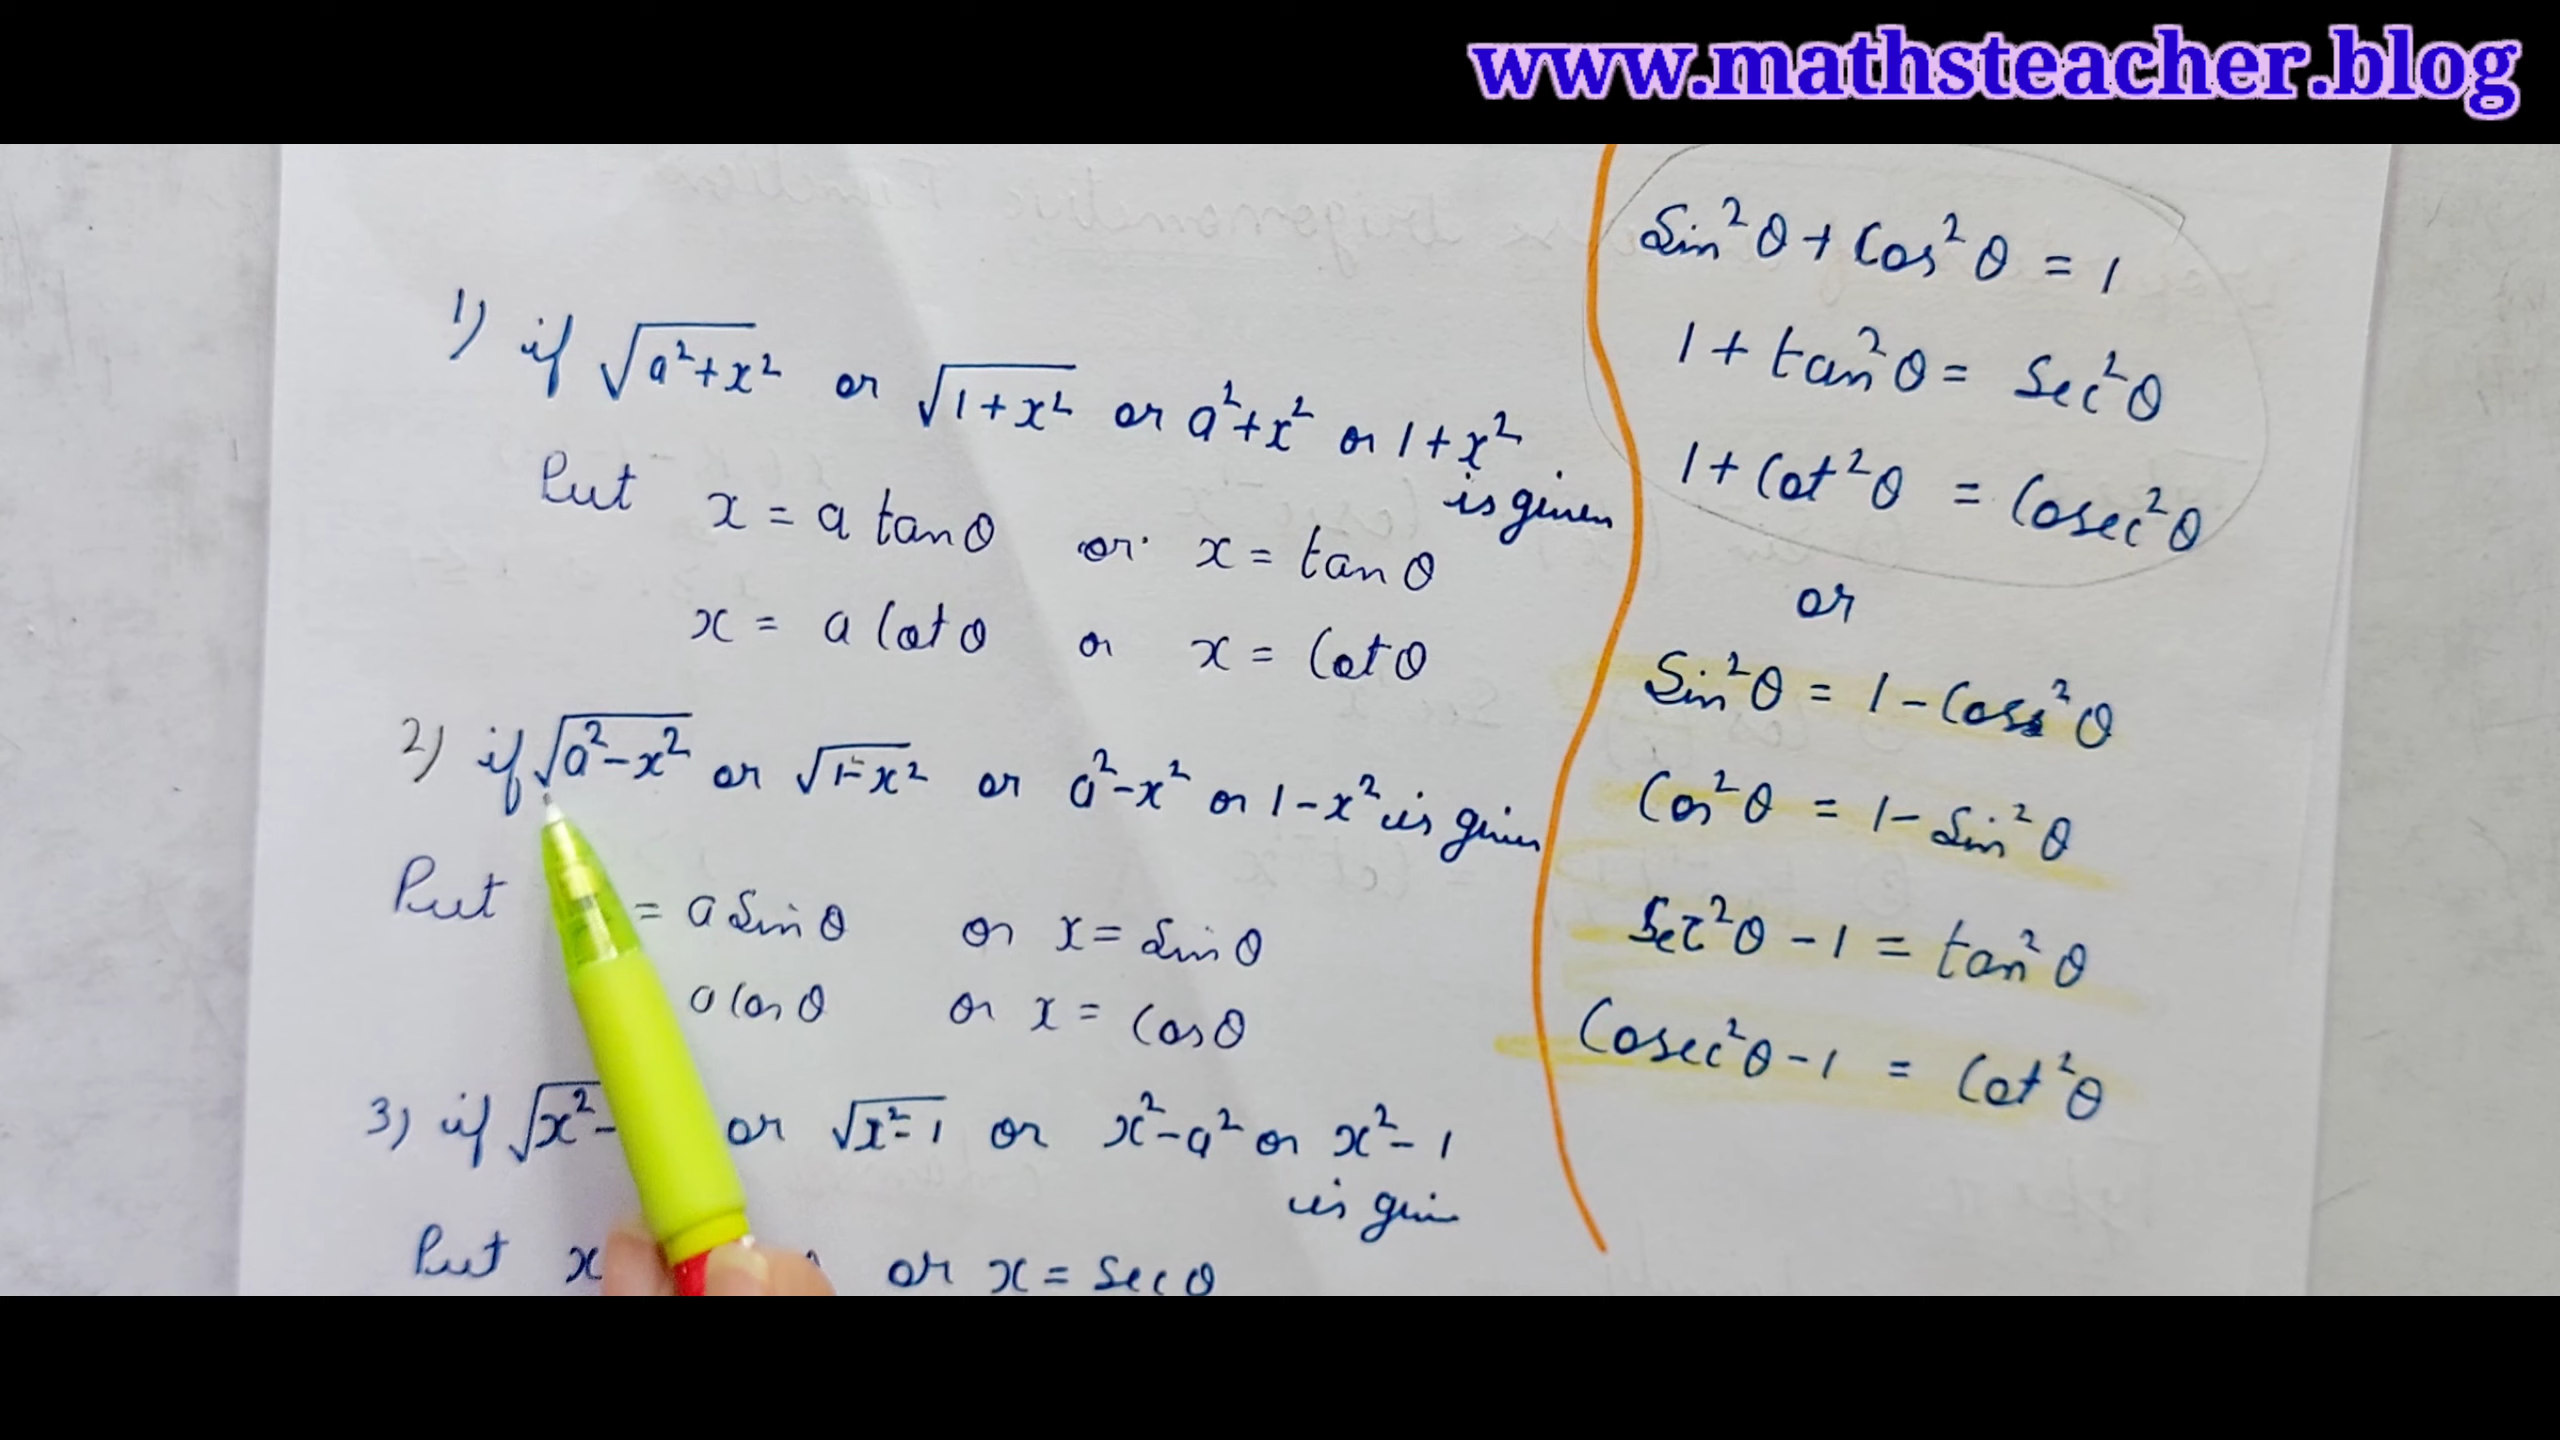 www.mathsteacher.blog
1) if √a²+x² or √1+x² or a²+x² or 1+x²
is given
Put x = a tanθ or x = tanθ
x = a Cotθ or x = Cotθ
2) if √a²-x² or √1-x² or a²-x² or 1-x² is given
Put = a Sinθ or x = Sinθ
a Cosθ or x = Cosθ
3) if √x²- or √x²-1 or x²-a² or x²-1
is given
Put x or x = Secθ
Sin²θ + Cos²θ = 1
1 + tan²θ = Sec²θ
1 + Cot²θ = Cosec²θ
or
Sin²θ = 1 - Cos²θ
Cos²θ = 1 - Sin²θ
Sec²θ - 1 = tan²θ
Cosec²θ - 1 = Cot²θ